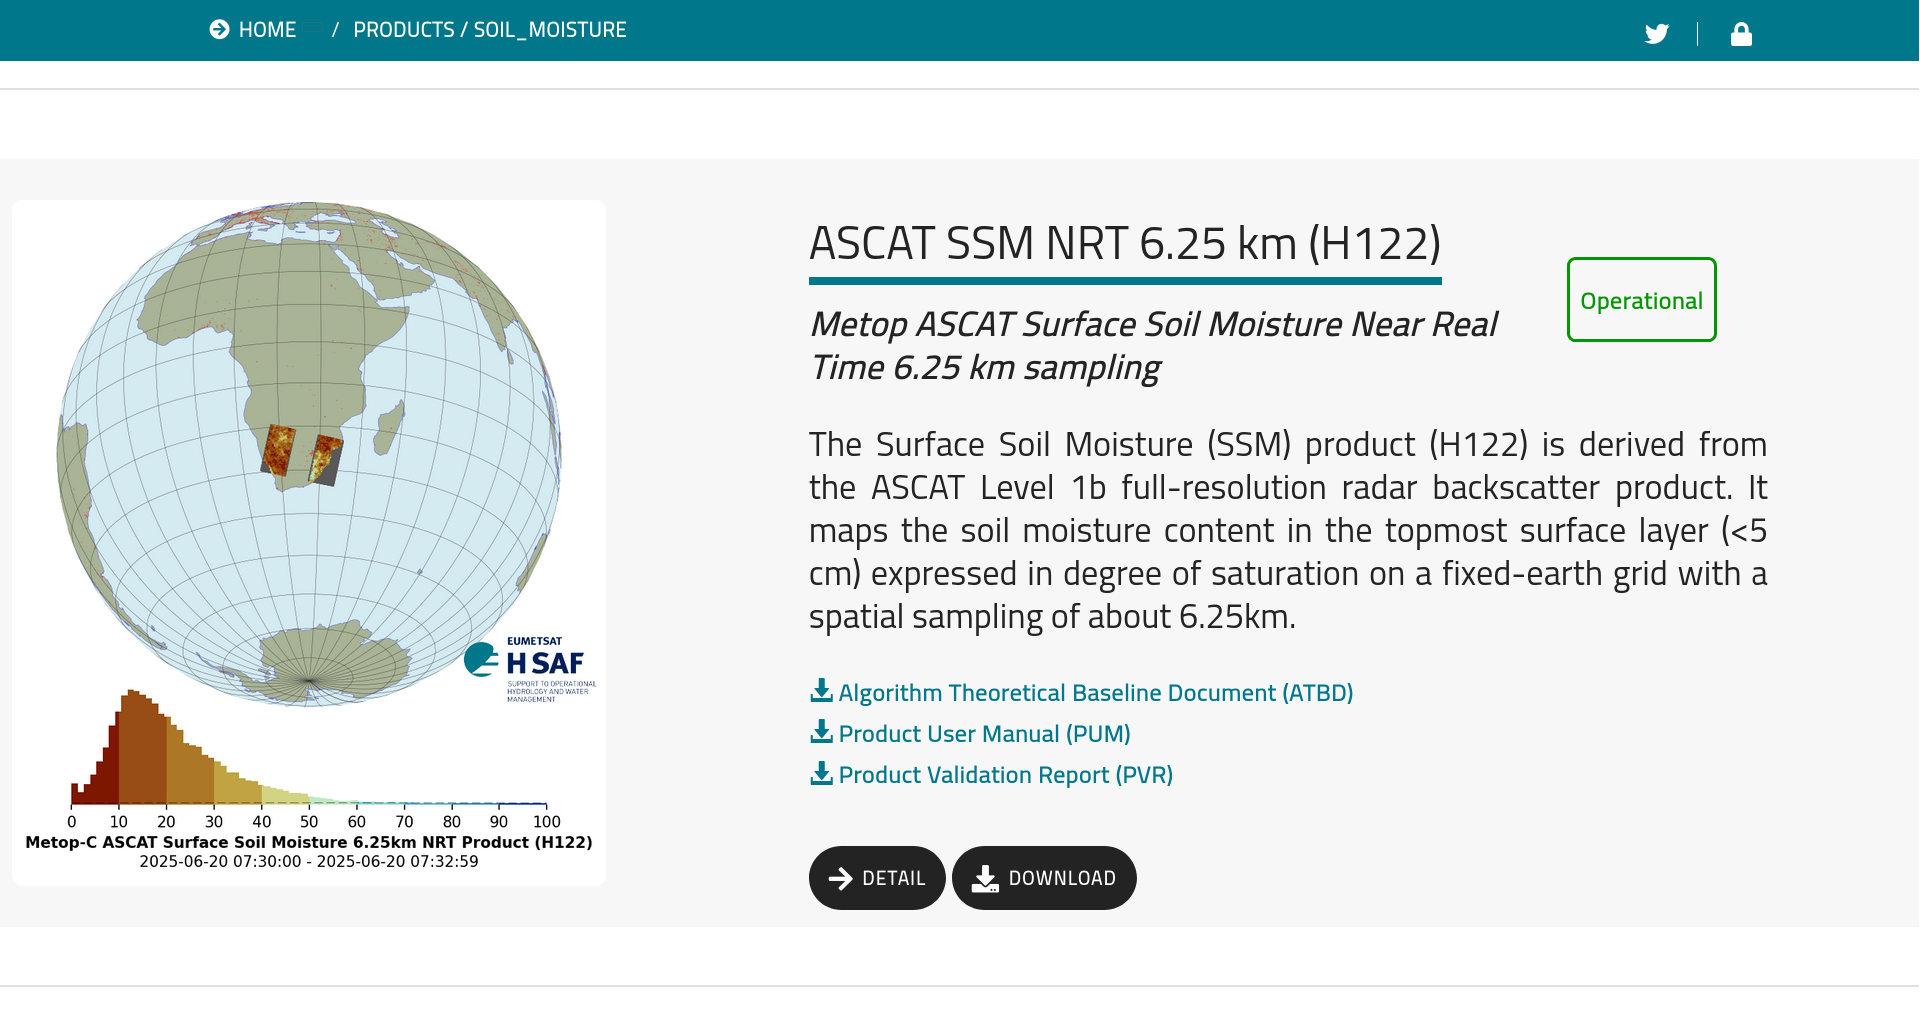 HOME / PRODUCTS / SOIL_MOISTURE
EUMETSAT
H SAF
SUPPORT TO OPERATIONAL
HYDROLOGY AND WATER
MANAGEMENT
0 10 20 30 40 50 60 70 80 90 100
Metop-C ASCAT Surface Soil Moisture 6.25km NRT Product (H122)
2025-06-20 07:30:00 - 2025-06-20 07:32:59
ASCAT SSM NRT 6.25 km (H122)
Operational
Metop ASCAT Surface Soil Moisture Near Real
Time 6.25 km sampling
The Surface Soil Moisture (SSM) product (H122) is derived from
the ASCAT Level 1b full-resolution radar backscatter product. It
maps the soil moisture content in the topmost surface layer (<5
cm) expressed in degree of saturation on a fixed-earth grid with a
spatial sampling of about 6.25km.
Algorithm Theoretical Baseline Document (ATBD)
Product User Manual (PUM)
Product Validation Report (PVR)
DETAIL DOWNLOAD